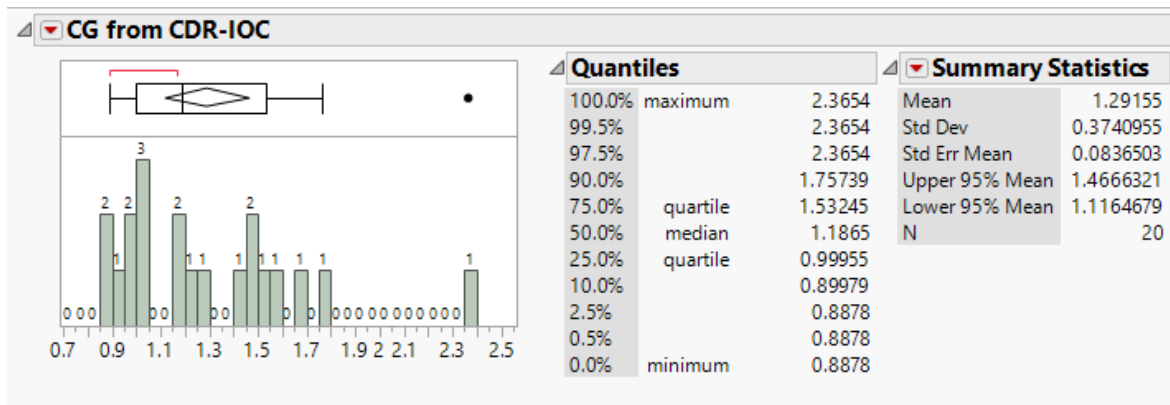 CG from CDR-IOC
3
2 2 2 2
1 1 1 1 1 1 1 1 1
0 0 0 0 0 0 0 0 0 0 0 0 0 0 0 0 0 0 0 0 0
0.7 0.9 1.1 1.3 1.5 1.7 1.9 2 2.1 2.3 2.5
Quantiles
100.0% maximum 2.3654
99.5% 2.3654
97.5% 2.3654
90.0% 1.75739
75.0% quartile 1.53245
50.0% median 1.1865
25.0% quartile 0.99955
10.0% 0.89979
2.5% 0.8878
0.5% 0.8878
0.0% minimum 0.8878
Summary Statistics
Mean 1.29155
Std Dev 0.3740955
Std Err Mean 0.0836503
Upper 95% Mean 1.4666321
Lower 95% Mean 1.1164679
N 20